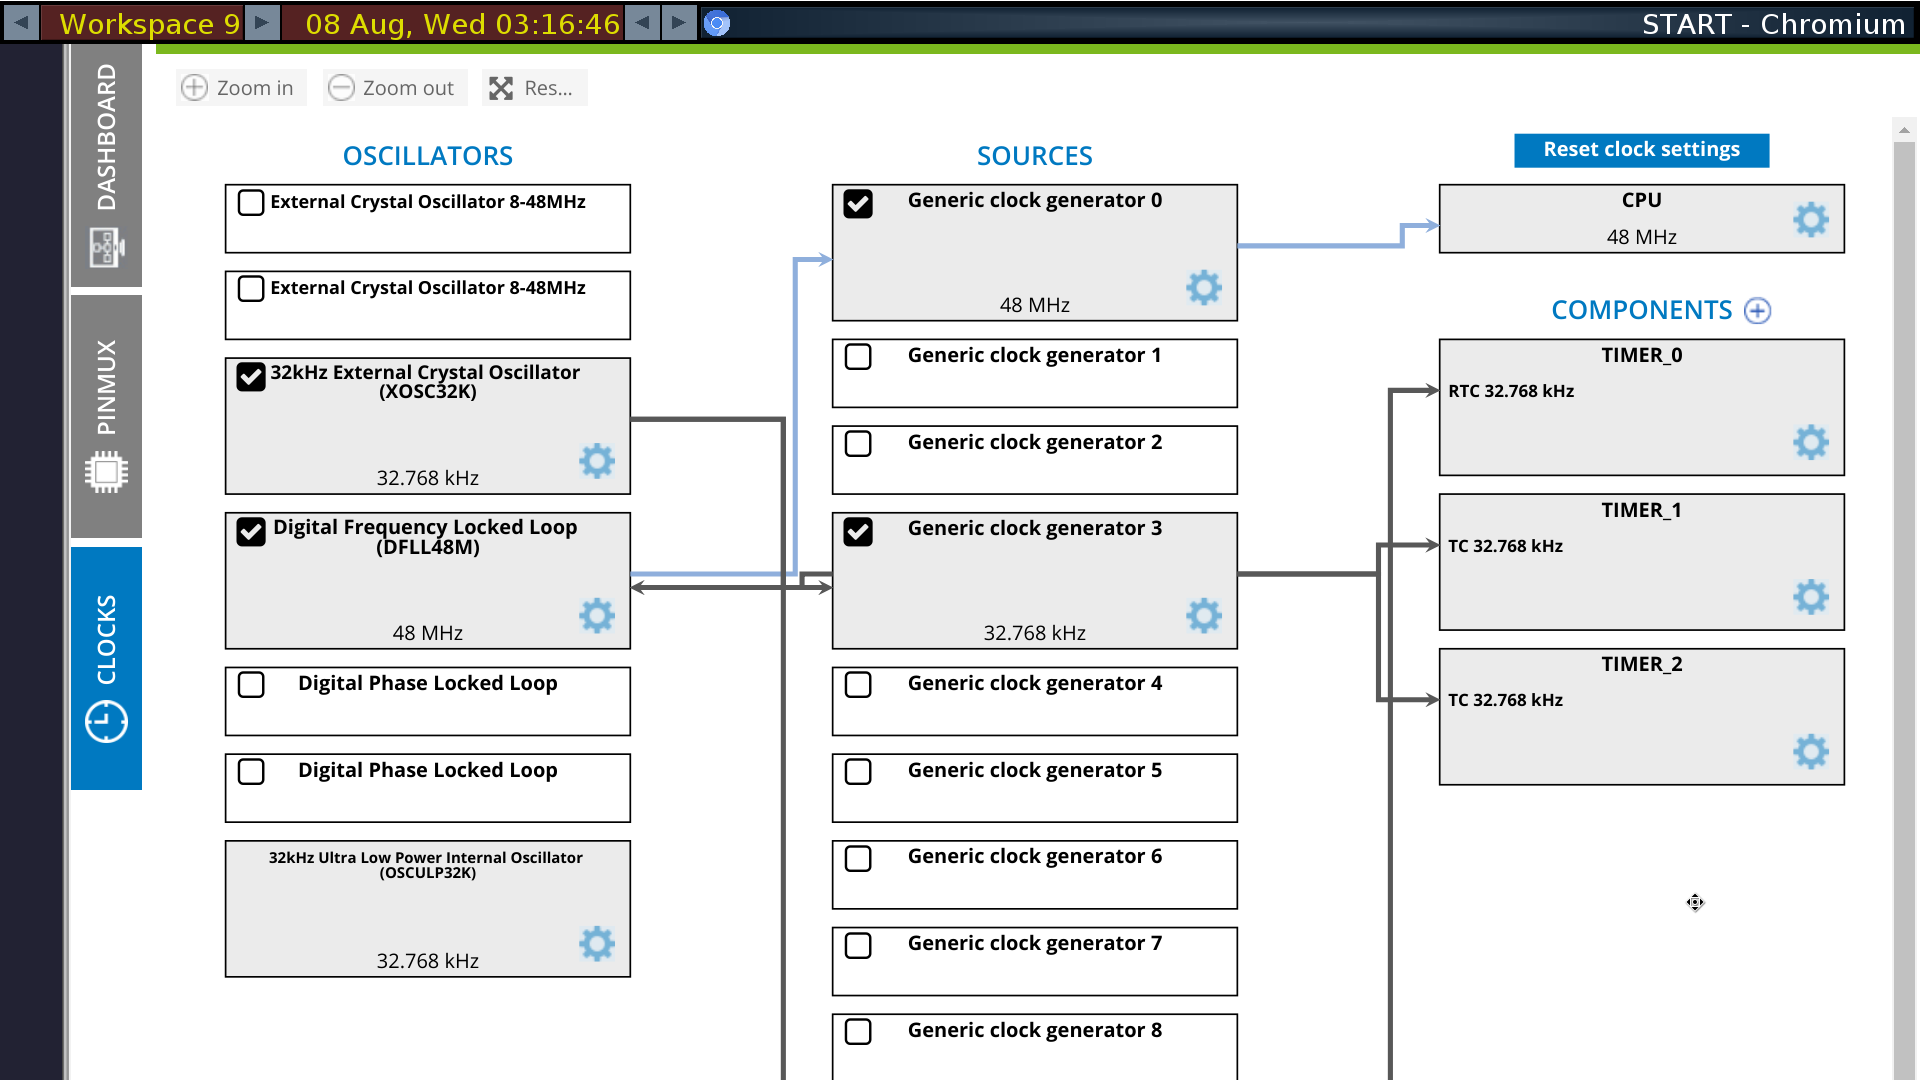 Workspace 9
08 Aug, Wed 03:16:46
START - Chromium
DASHBOARD
PINMUX
CLOCKS
Zoom in
Zoom out
Res...
OSCILLATORS
External Crystal Oscillator 8-48MHz
External Crystal Oscillator 8-48MHz
32kHz External Crystal Oscillator
(XOSC32K)
32.768 kHz
Digital Frequency Locked Loop
(DFLL48M)
48 MHz
Digital Phase Locked Loop
Digital Phase Locked Loop
32kHz Ultra Low Power Internal Oscillator
(OSCULP32K)
32.768 kHz
SOURCES
Generic clock generator 0
48 MHz
Generic clock generator 1
Generic clock generator 2
Generic clock generator 3
32.768 kHz
Generic clock generator 4
Generic clock generator 5
Generic clock generator 6
Generic clock generator 7
Generic clock generator 8
Reset clock settings
CPU
48 MHz
COMPONENTS
TIMER_0
RTC 32.768 kHz
TIMER_1
TC 32.768 kHz
TIMER_2
TC 32.768 kHz